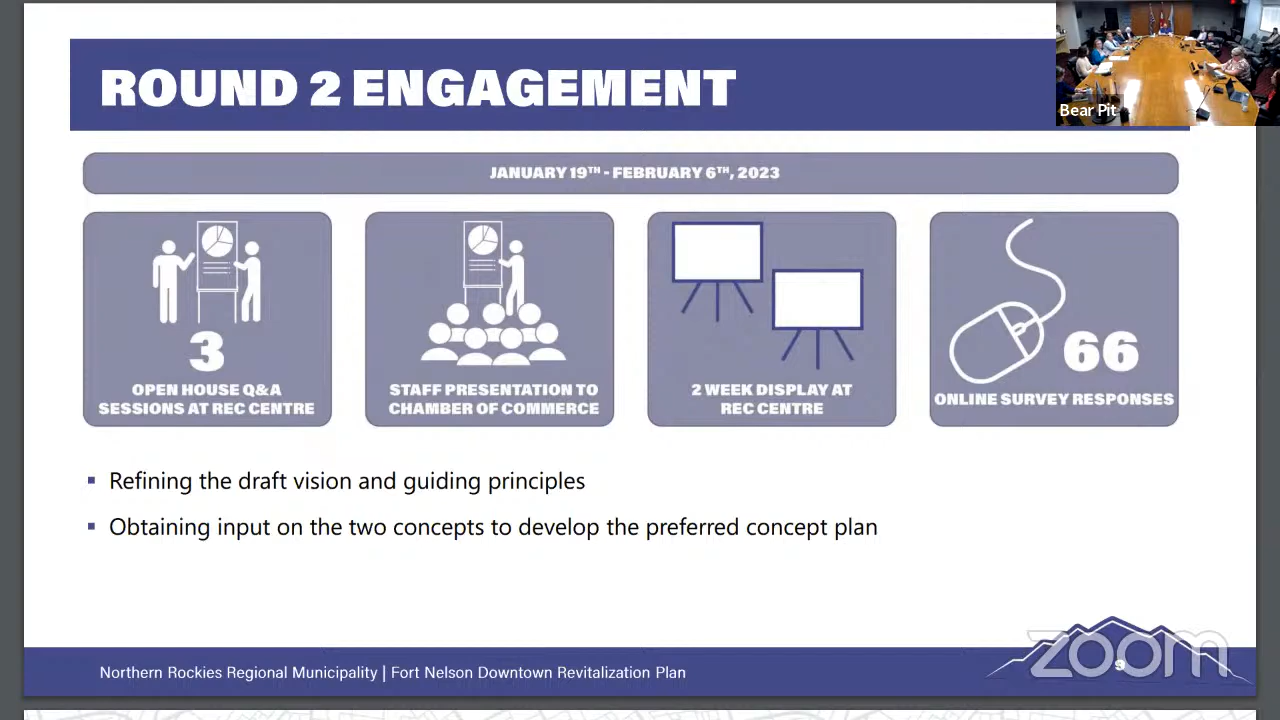 ROUND 2 ENGAGEMENT
Bear Pit
JANUARY 19TH - FEBRUARY 6TH, 2023
3
OPEN HOUSE Q&A
SESSIONS AT REC CENTRE
STAFF PRESENTATION TO
CHAMBER OF COMMERCE
2 WEEK DISPLAY AT
REC CENTRE
66
ONLINE SURVEY RESPONSES
▪ Refining the draft vision and guiding principles
▪ Obtaining input on the two concepts to develop the preferred concept plan
Northern Rockies Regional Municipality | Fort Nelson Downtown Revitalization Plan
9
zoom